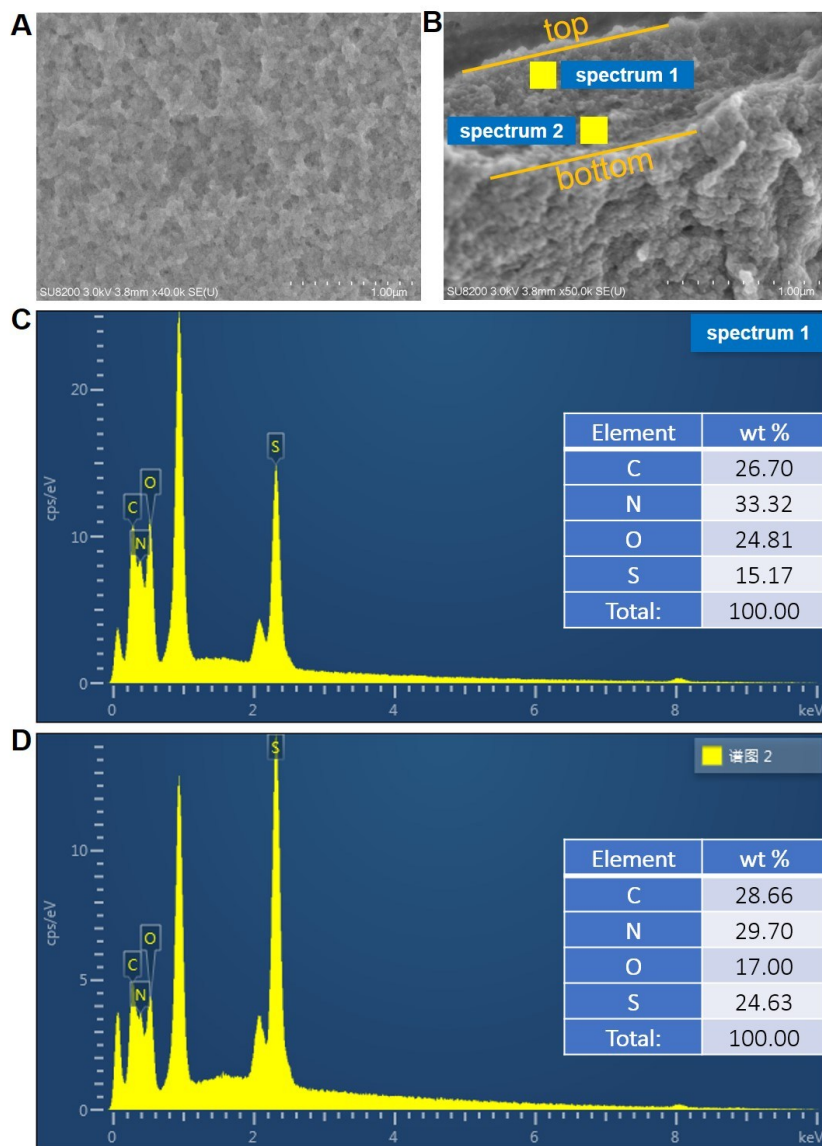 A
SU8200 3.0kV 3.8mm x40.0k SE(U)
1.00μm
B
top
spectrum 1
spectrum 2
bottom
SU8200 3.0kV 3.8mm x50.0k SE(U)
1.00μm
C
spectrum 1
cps/eV
20
10
0
C
N
O
S
Element wt %
C 26.70
N 33.32
O 24.81
S 15.17
Total: 100.00
0 2 4 6 8 keV
D
谱图 2
cps/eV
10
5
0
C
N
O
S
Element wt %
C 28.66
N 29.70
O 17.00
S 24.63
Total: 100.00
0 2 4 6 8 keV